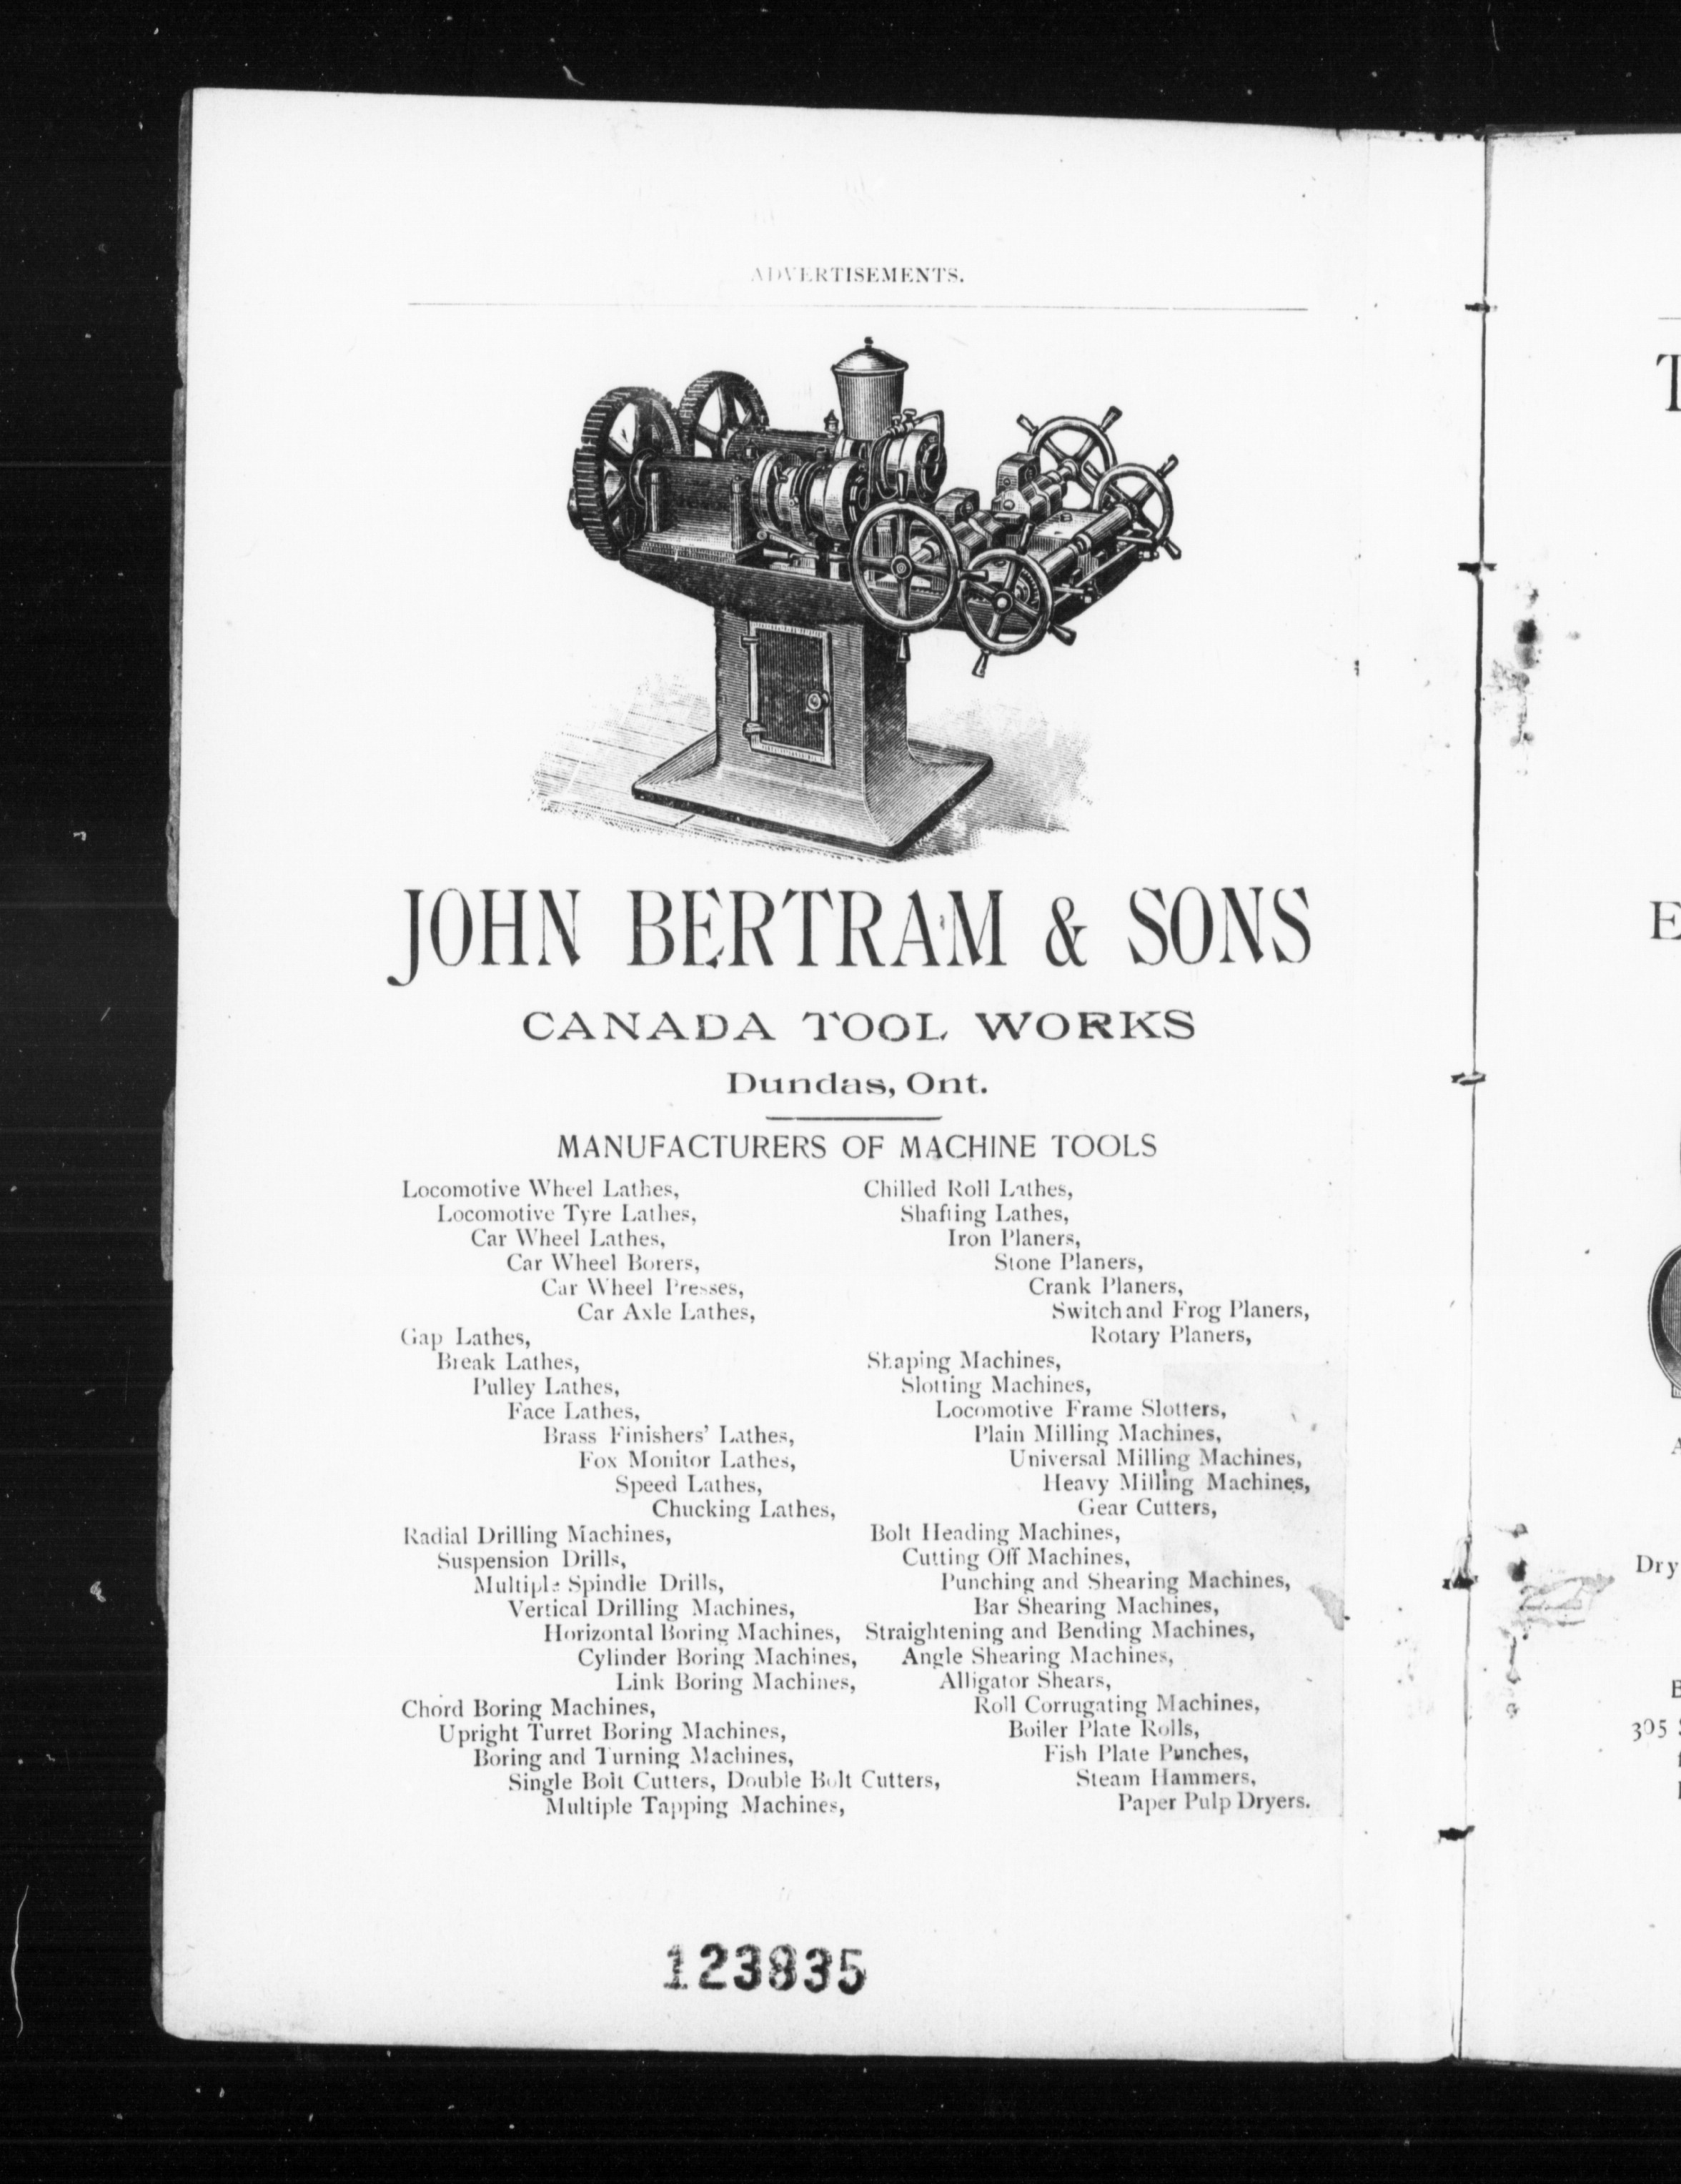 ADVERTISEMENTS.
JOHN BERTRAM & SONS
CANADA TOOL WORKS
Dundas, Ont.
MANUFACTURERS OF MACHINE TOOLS
Locomotive Wheel Lathes,
Locomotive Tyre Lathes,
Car Wheel Lathes,
Car Wheel Borers,
Car Wheel Presses,
Car Axle Lathes,
Gap Lathes,
Break Lathes,
Pulley Lathes,
Face Lathes,
Brass Finishers' Lathes,
Fox Monitor Lathes,
Speed Lathes,
Chucking Lathes,
Radial Drilling Machines,
Suspension Drills,
Multiple Spindle Drills,
Vertical Drilling Machines,
Horizontal Boring Machines,
Cylinder Boring Machines,
Link Boring Machines,
Chord Boring Machines,
Upright Turret Boring Machines,
Boring and Turning Machines,
Single Bolt Cutters, Double Bolt Cutters,
Multiple Tapping Machines,
Chilled Roll Lathes,
Shafting Lathes,
Iron Planers,
Stone Planers,
Crank Planers,
Switch and Frog Planers,
Rotary Planers,
Shaping Machines,
Slotting Machines,
Locomotive Frame Slotters,
Plain Milling Machines,
Universal Milling Machines,
Heavy Milling Machines,
Gear Cutters,
Bolt Heading Machines,
Cutting Off Machines,
Punching and Shearing Machines,
Bar Shearing Machines,
Straightening and Bending Machines,
Angle Shearing Machines,
Alligator Shears,
Roll Corrugating Machines,
Boiler Plate Rolls,
Fish Plate Punches,
Steam Hammers,
Paper Pulp Dryers.
123835
T
E
A
Dry
B
305